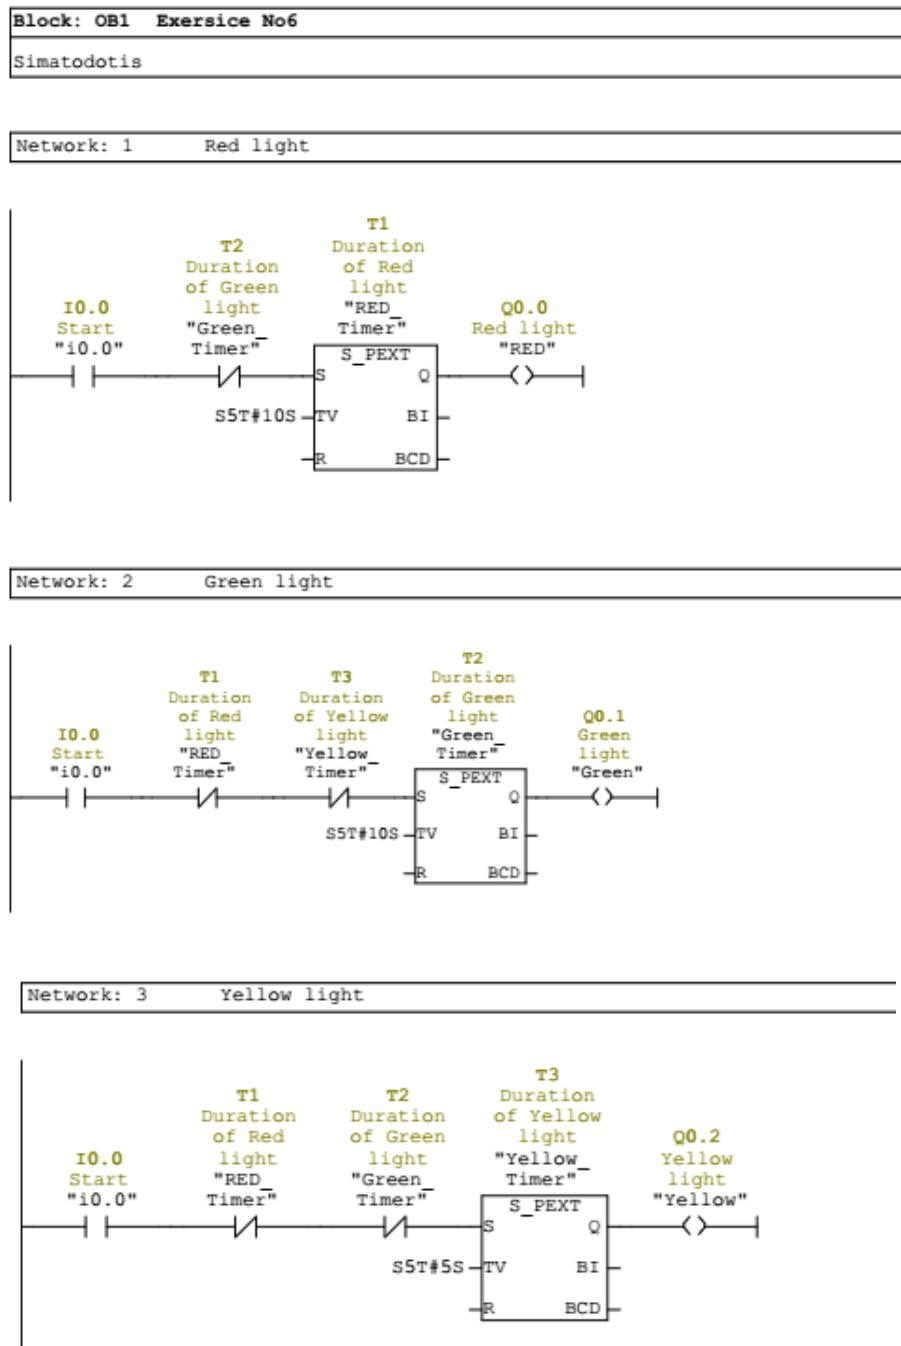 Block: OB1 Exersice No6
Simatodotis
Network: 1 Red light
T1
T2 Duration
Duration of Red
of Green light
I0.0 light "RED_ Q0.0
Start "Green_ Timer" Red light
"i0.0" Timer" S_PEXT "RED"
S Q
S5T#10S TV BI
R BCD
Network: 2 Green light
T2
T1 T3 Duration
Duration Duration of Green
of Red of Yellow light Q0.1
I0.0 light light "Green_ Green
Start "RED_ "Yellow_ Timer" light
"i0.0" Timer" Timer" S_PEXT "Green"
S Q
S5T#10S TV BI
R BCD
Network: 3 Yellow light
T3
T1 T2 Duration
Duration Duration of Yellow
of Red of Green light Q0.2
I0.0 light light "Yellow_ Yellow
Start "RED_ "Green_ Timer" light
"i0.0" Timer" Timer" S_PEXT "Yellow"
S Q
S5T#5S TV BI
R BCD